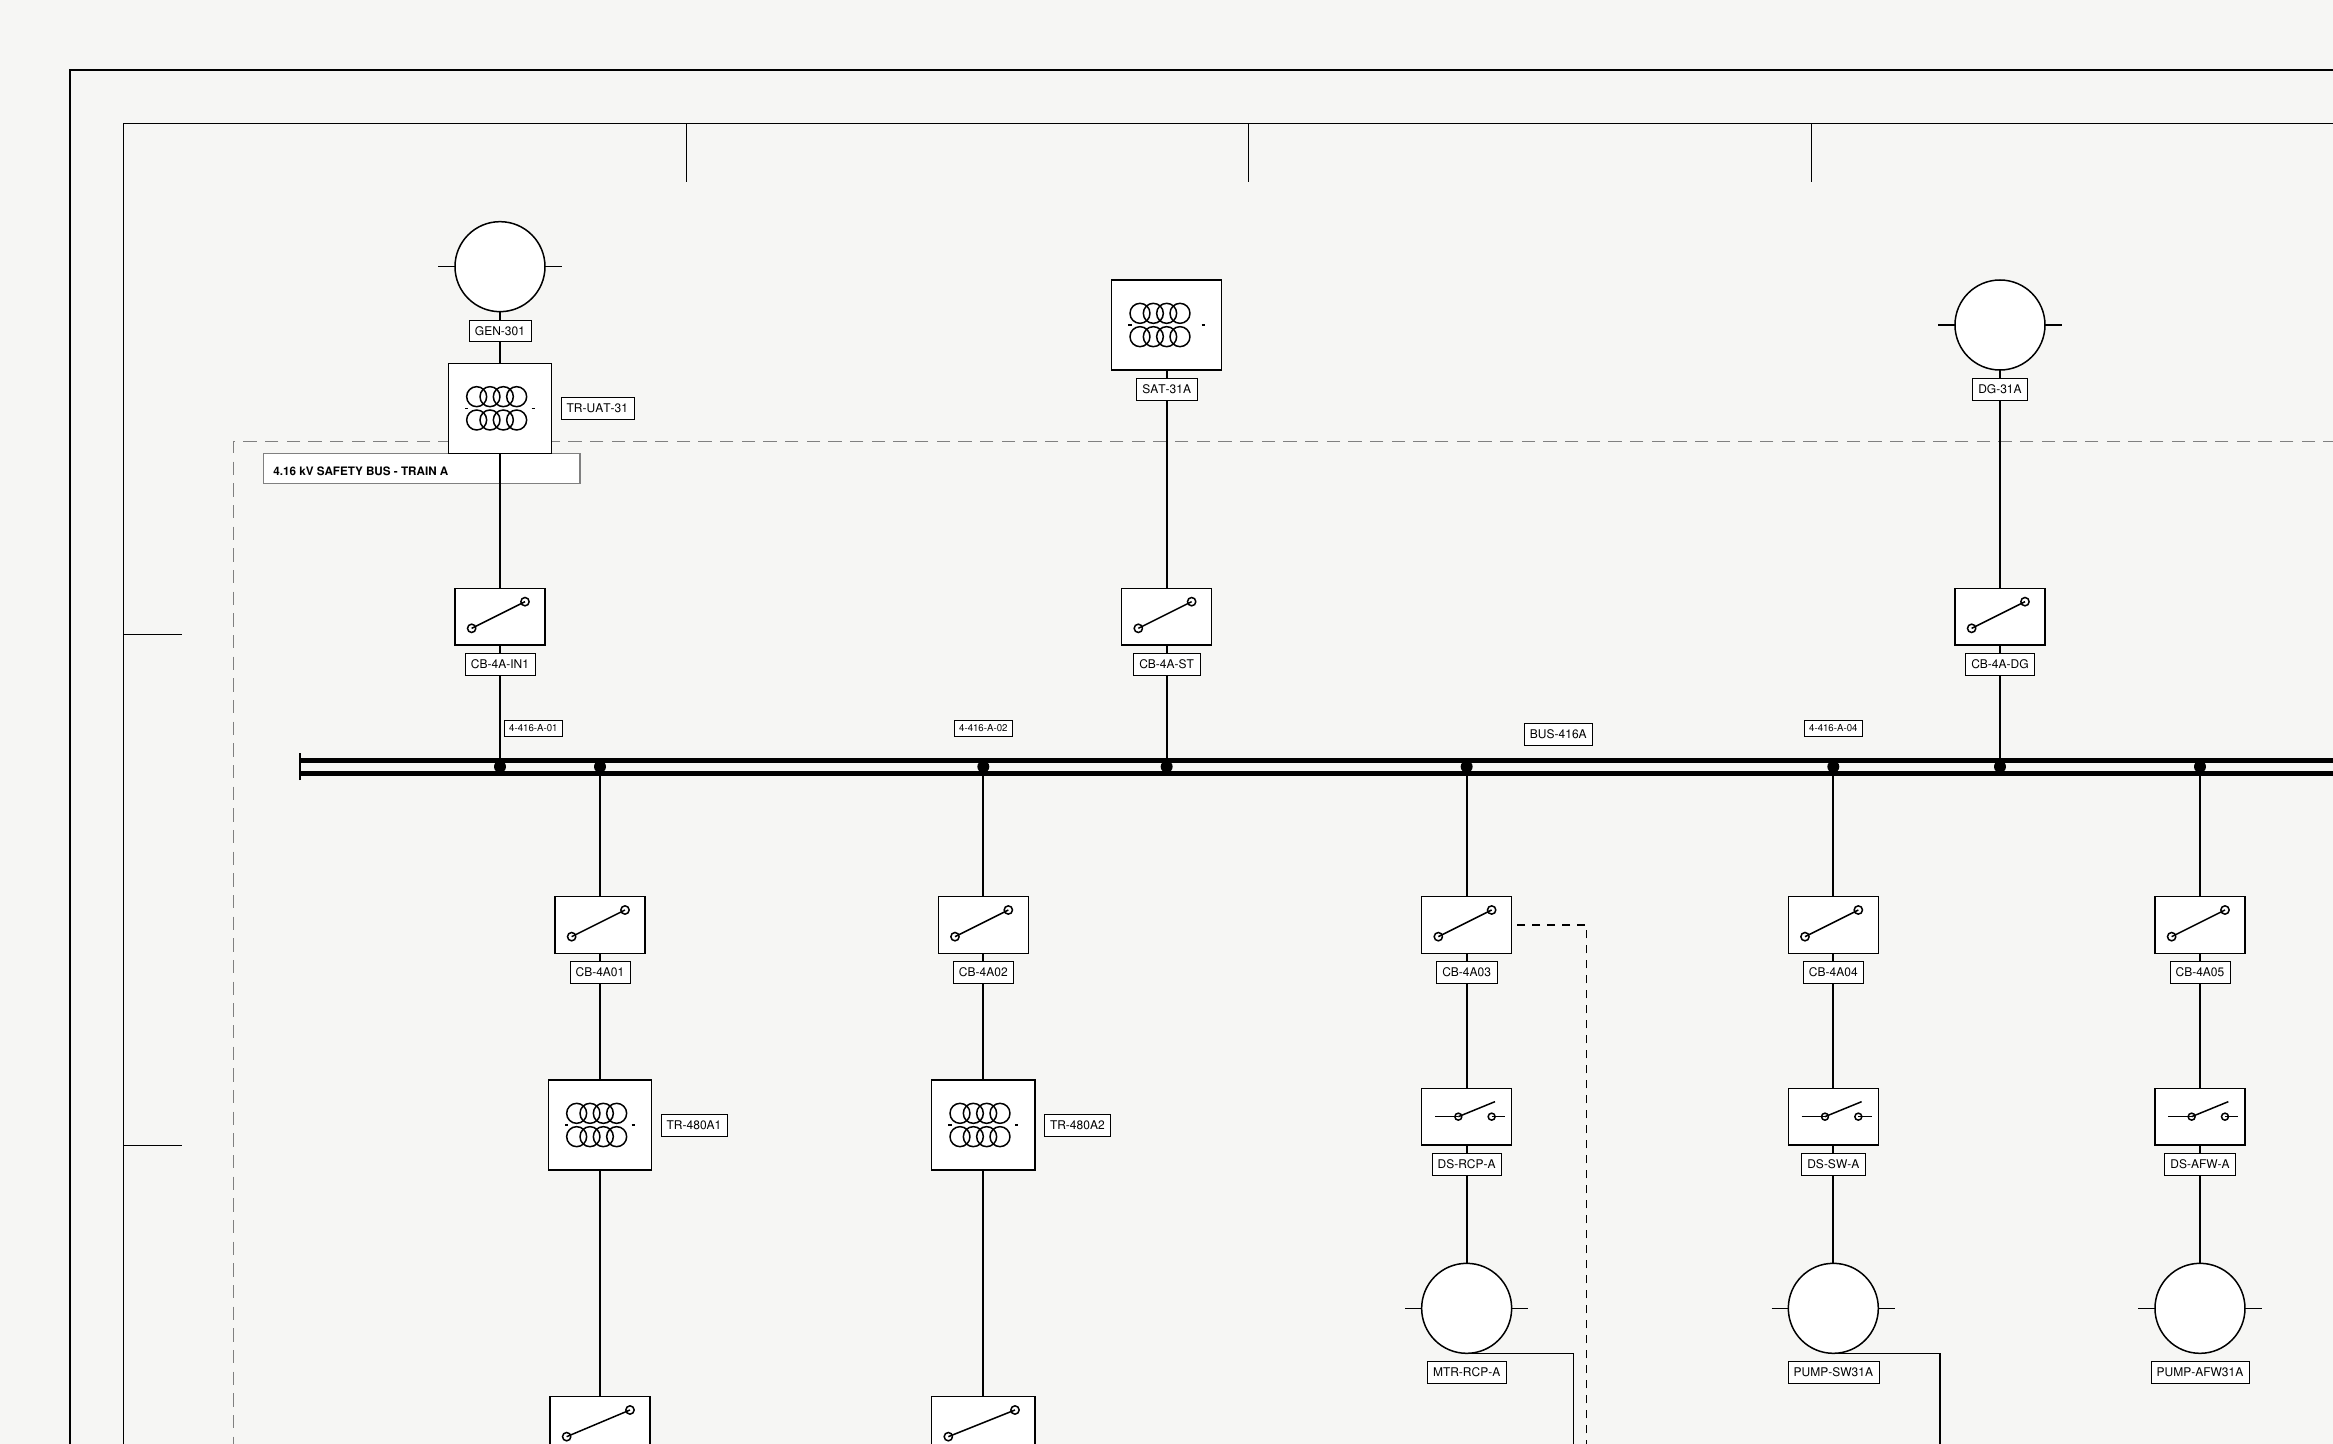 GEN-301
SAT-31A
DG-31A
TR-UAT-31
4.16 kV SAFETY BUS - TRAIN A
CB-4A-IN1
CB-4A-ST
CB-4A-DG
4-416-A-01
4-416-A-02
BUS-416A
4-416-A-04
CB-4A01
CB-4A02
CB-4A03
CB-4A04
CB-4A05
TR-480A1
TR-480A2
DS-RCP-A
DS-SW-A
DS-AFW-A
MTR-RCP-A
PUMP-SW31A
PUMP-AFW31A